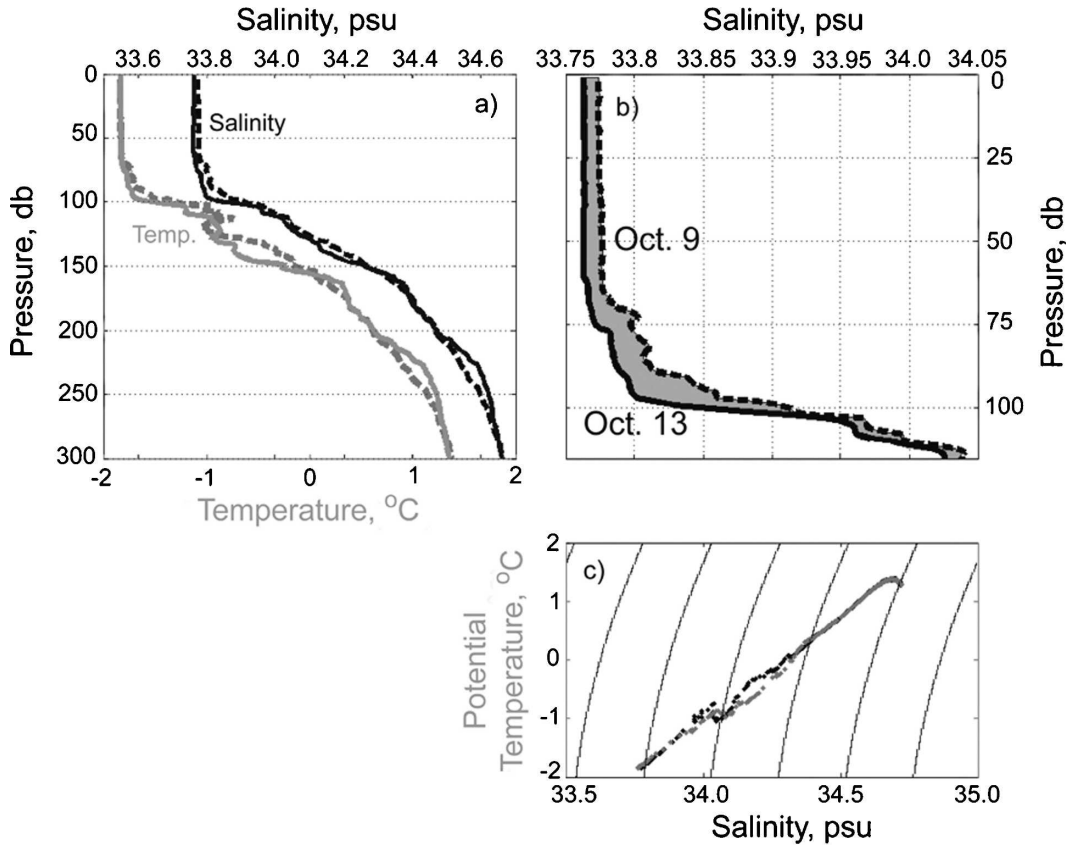 Salinity, psu
33.6 33.8 34.0 34.2 34.4 34.6
0
50
100
150
200
250
300
Pressure, db
a)
Salinity
Temp.
-2 -1 0 1 2
Temperature, °C
Salinity, psu
33.75 33.8 33.85 33.9 33.95 34.0 34.05
0
25
50
75
100
Pressure, db
b)
Oct. 9
Oct. 13
2
1
0
-1
-2
Potential
Temperature, °C
c)
33.5 34.0 34.5 35.0
Salinity, psu